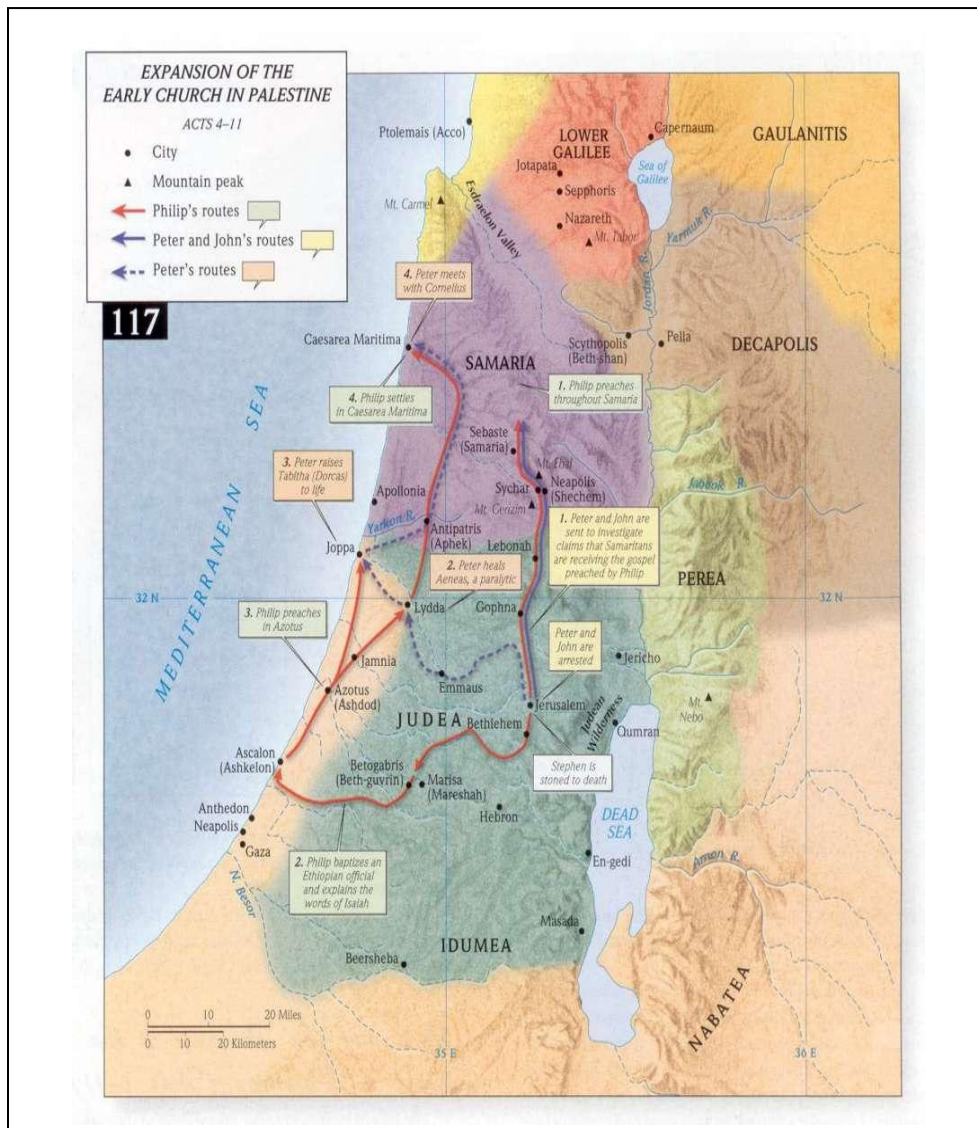 EXPANSION OF THE
EARLY CHURCH IN PALESTINE
ACTS 4–11
City
Mountain peak
Philip's routes
Peter and John's routes
Peter's routes
117
Ptolemais (Acco)
LOWER
GALILEE
Capernaum
GAULANITIS
Jotapata
Sea of
Galilee
Sepphoris
Mt. Carmel
Esdraelon Valley
Nazareth
Mt. Tabor
Yarmuk R.
Jordan R.
4. Peter meets
with Cornelius
Caesarea Maritima
Scythopolis
(Beth-shan)
Pella
DECAPOLIS
SAMARIA
4. Philip settles
in Caesarea Maritima
1. Philip preaches
throughout Samaria
MEDITERRANEAN SEA
Sebaste
(Samaria)
3. Peter raises
Tabitha (Dorcas)
to life
Mt. Ebal
Apollonia
Sychar
Neapolis
(Shechem)
Jabbok R.
Mt. Gerizim
Yarkon R.
Antipatris
(Aphek)
1. Peter and John are
sent to investigate
claims that Samaritans
are receiving the gospel
preached by Philip
Joppa
Lebonah
2. Peter heals
Aeneas, a paralytic
PEREA
32 N
32 N
Lydda
Gophna
3. Philip preaches
in Azotus
Peter and
John are
arrested
Jamnia
Jericho
Emmaus
Azotus
(Ashdod)
Jerusalem
Mt.
Nebo
JUDEA
Bethlehem
Judean
Wilderness
Qumran
Ascalon
(Ashkelon)
Betogabris
(Beth-guvrin)
Marisa
(Mareshah)
Stephen is
stoned to death
Anthedon
Neapolis
Hebron
DEAD
SEA
Gaza
En-gedi
Arnon R.
2. Philip baptizes an
Ethiopian official
and explains the
words of Isaiah
N. Besor
Masada
IDUMEA
Beersheba
NABATEA
0 10 20 Miles
0 10 20 Kilometers
35 E
36 E